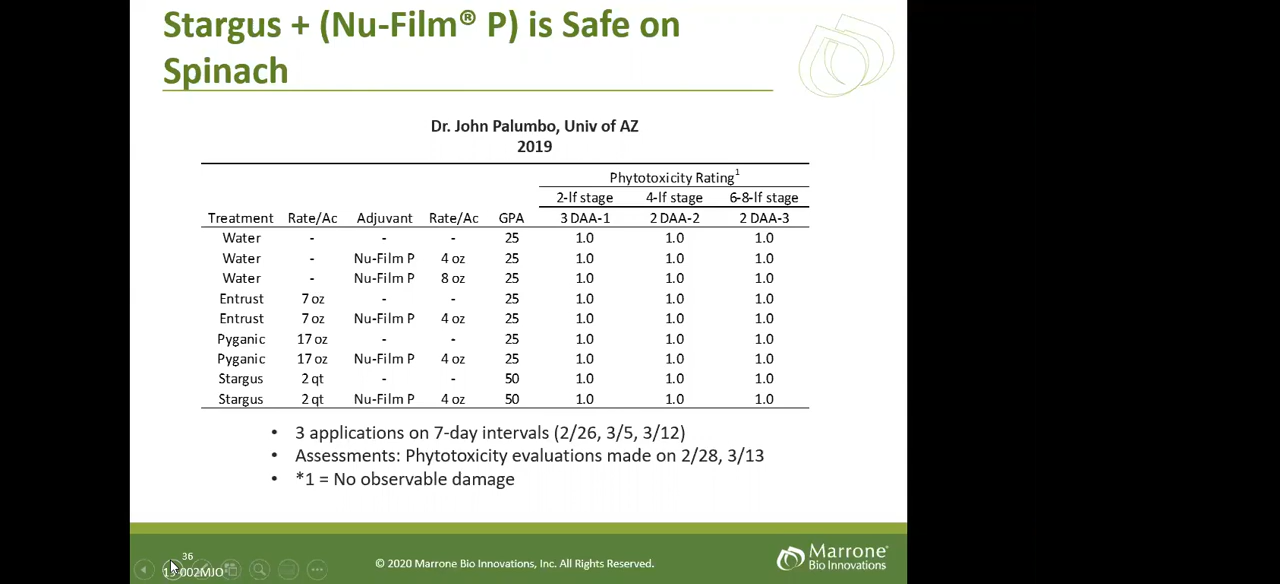 Stargus + (Nu-Film® P) is Safe on
Spinach
Dr. John Palumbo, Univ of AZ
2019
Phytotoxicity Rating1
2-lf stage 4-lf stage 6-8-lf stage
Treatment Rate/Ac Adjuvant Rate/Ac GPA 3 DAA-1 2 DAA-2 2 DAA-3
Water - - - 25 1.0 1.0 1.0
Water - Nu-Film P 4 oz 25 1.0 1.0 1.0
Water - Nu-Film P 8 oz 25 1.0 1.0 1.0
Entrust 7 oz - - 25 1.0 1.0 1.0
Entrust 7 oz Nu-Film P 4 oz 25 1.0 1.0 1.0
Pyganic 17 oz - - 25 1.0 1.0 1.0
Pyganic 17 oz Nu-Film P 4 oz 25 1.0 1.0 1.0
Stargus 2 qt - - 50 1.0 1.0 1.0
Stargus 2 qt Nu-Film P 4 oz 50 1.0 1.0 1.0
• 3 applications on 7-day intervals (2/26, 3/5, 3/12)
• Assessments: Phytotoxicity evaluations made on 2/28, 3/13
• *1 = No observable damage
36
© 2020 Marrone Bio Innovations, Inc. All Rights Reserved.
Marrone®
Bio Innovations